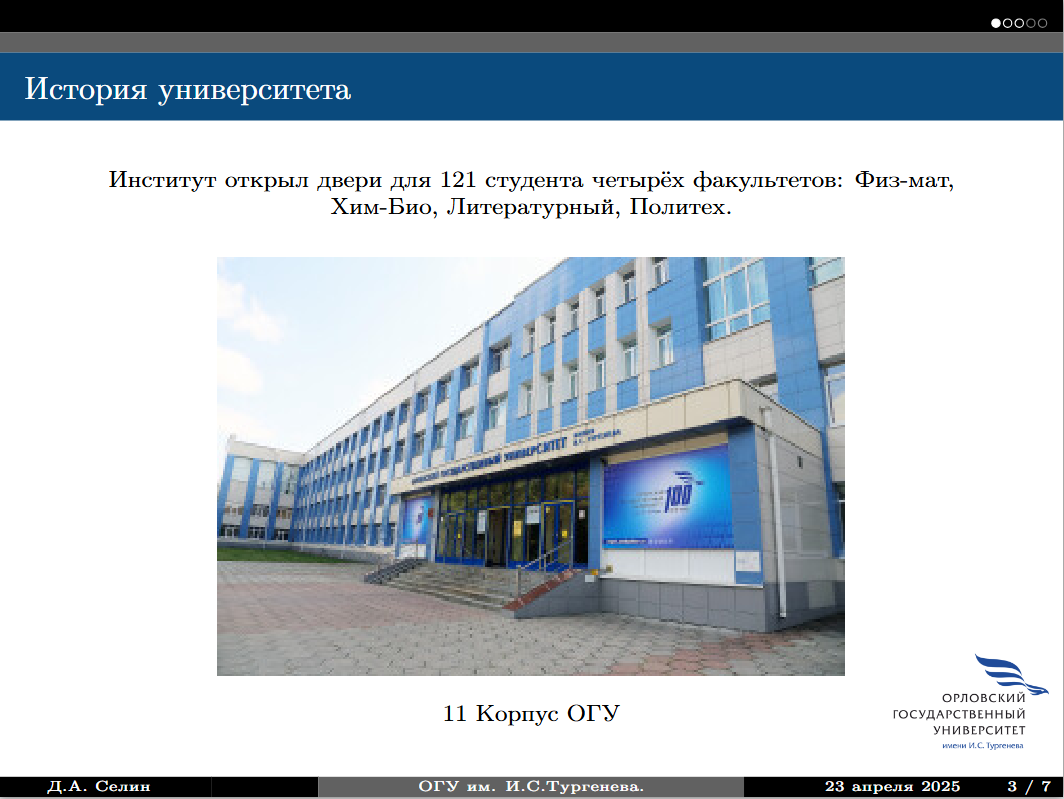 История университета
Институт открыл двери для 121 студента четырёх факультетов: Физ-мат,
Хим-Био, Литературный, Политех.
ГОСУДАРСТВЕННЫЙ УНИВЕРСИТЕТ
100
11 Корпус ОГУ
ОРЛОВСКИЙ
ГОСУДАРСТВЕННЫЙ
УНИВЕРСИТЕТ
имени И.С. Тургенева
Д.А. Селин
ОГУ им. И.С.Тургенева.
23 апреля 2025
3 / 7